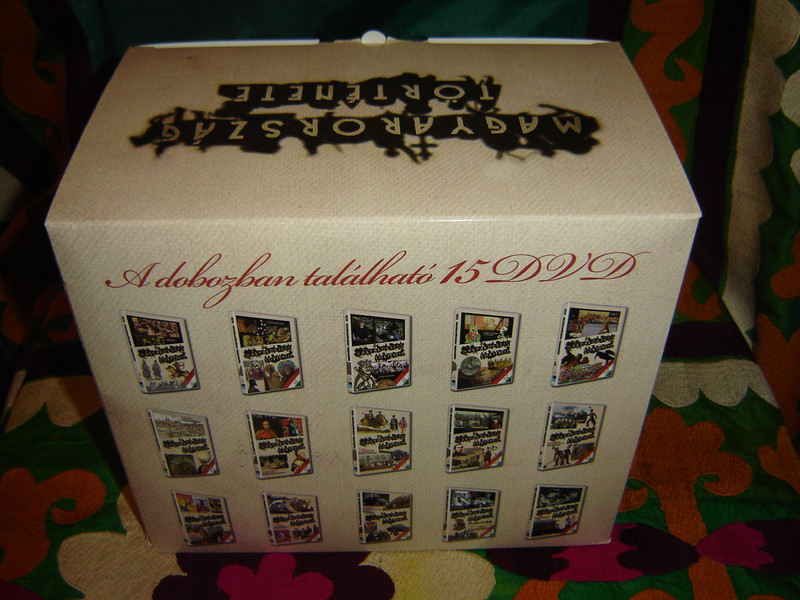 MAGYARORSZÁG
TÖRTÉNETE
A dobozban található 15 DVD